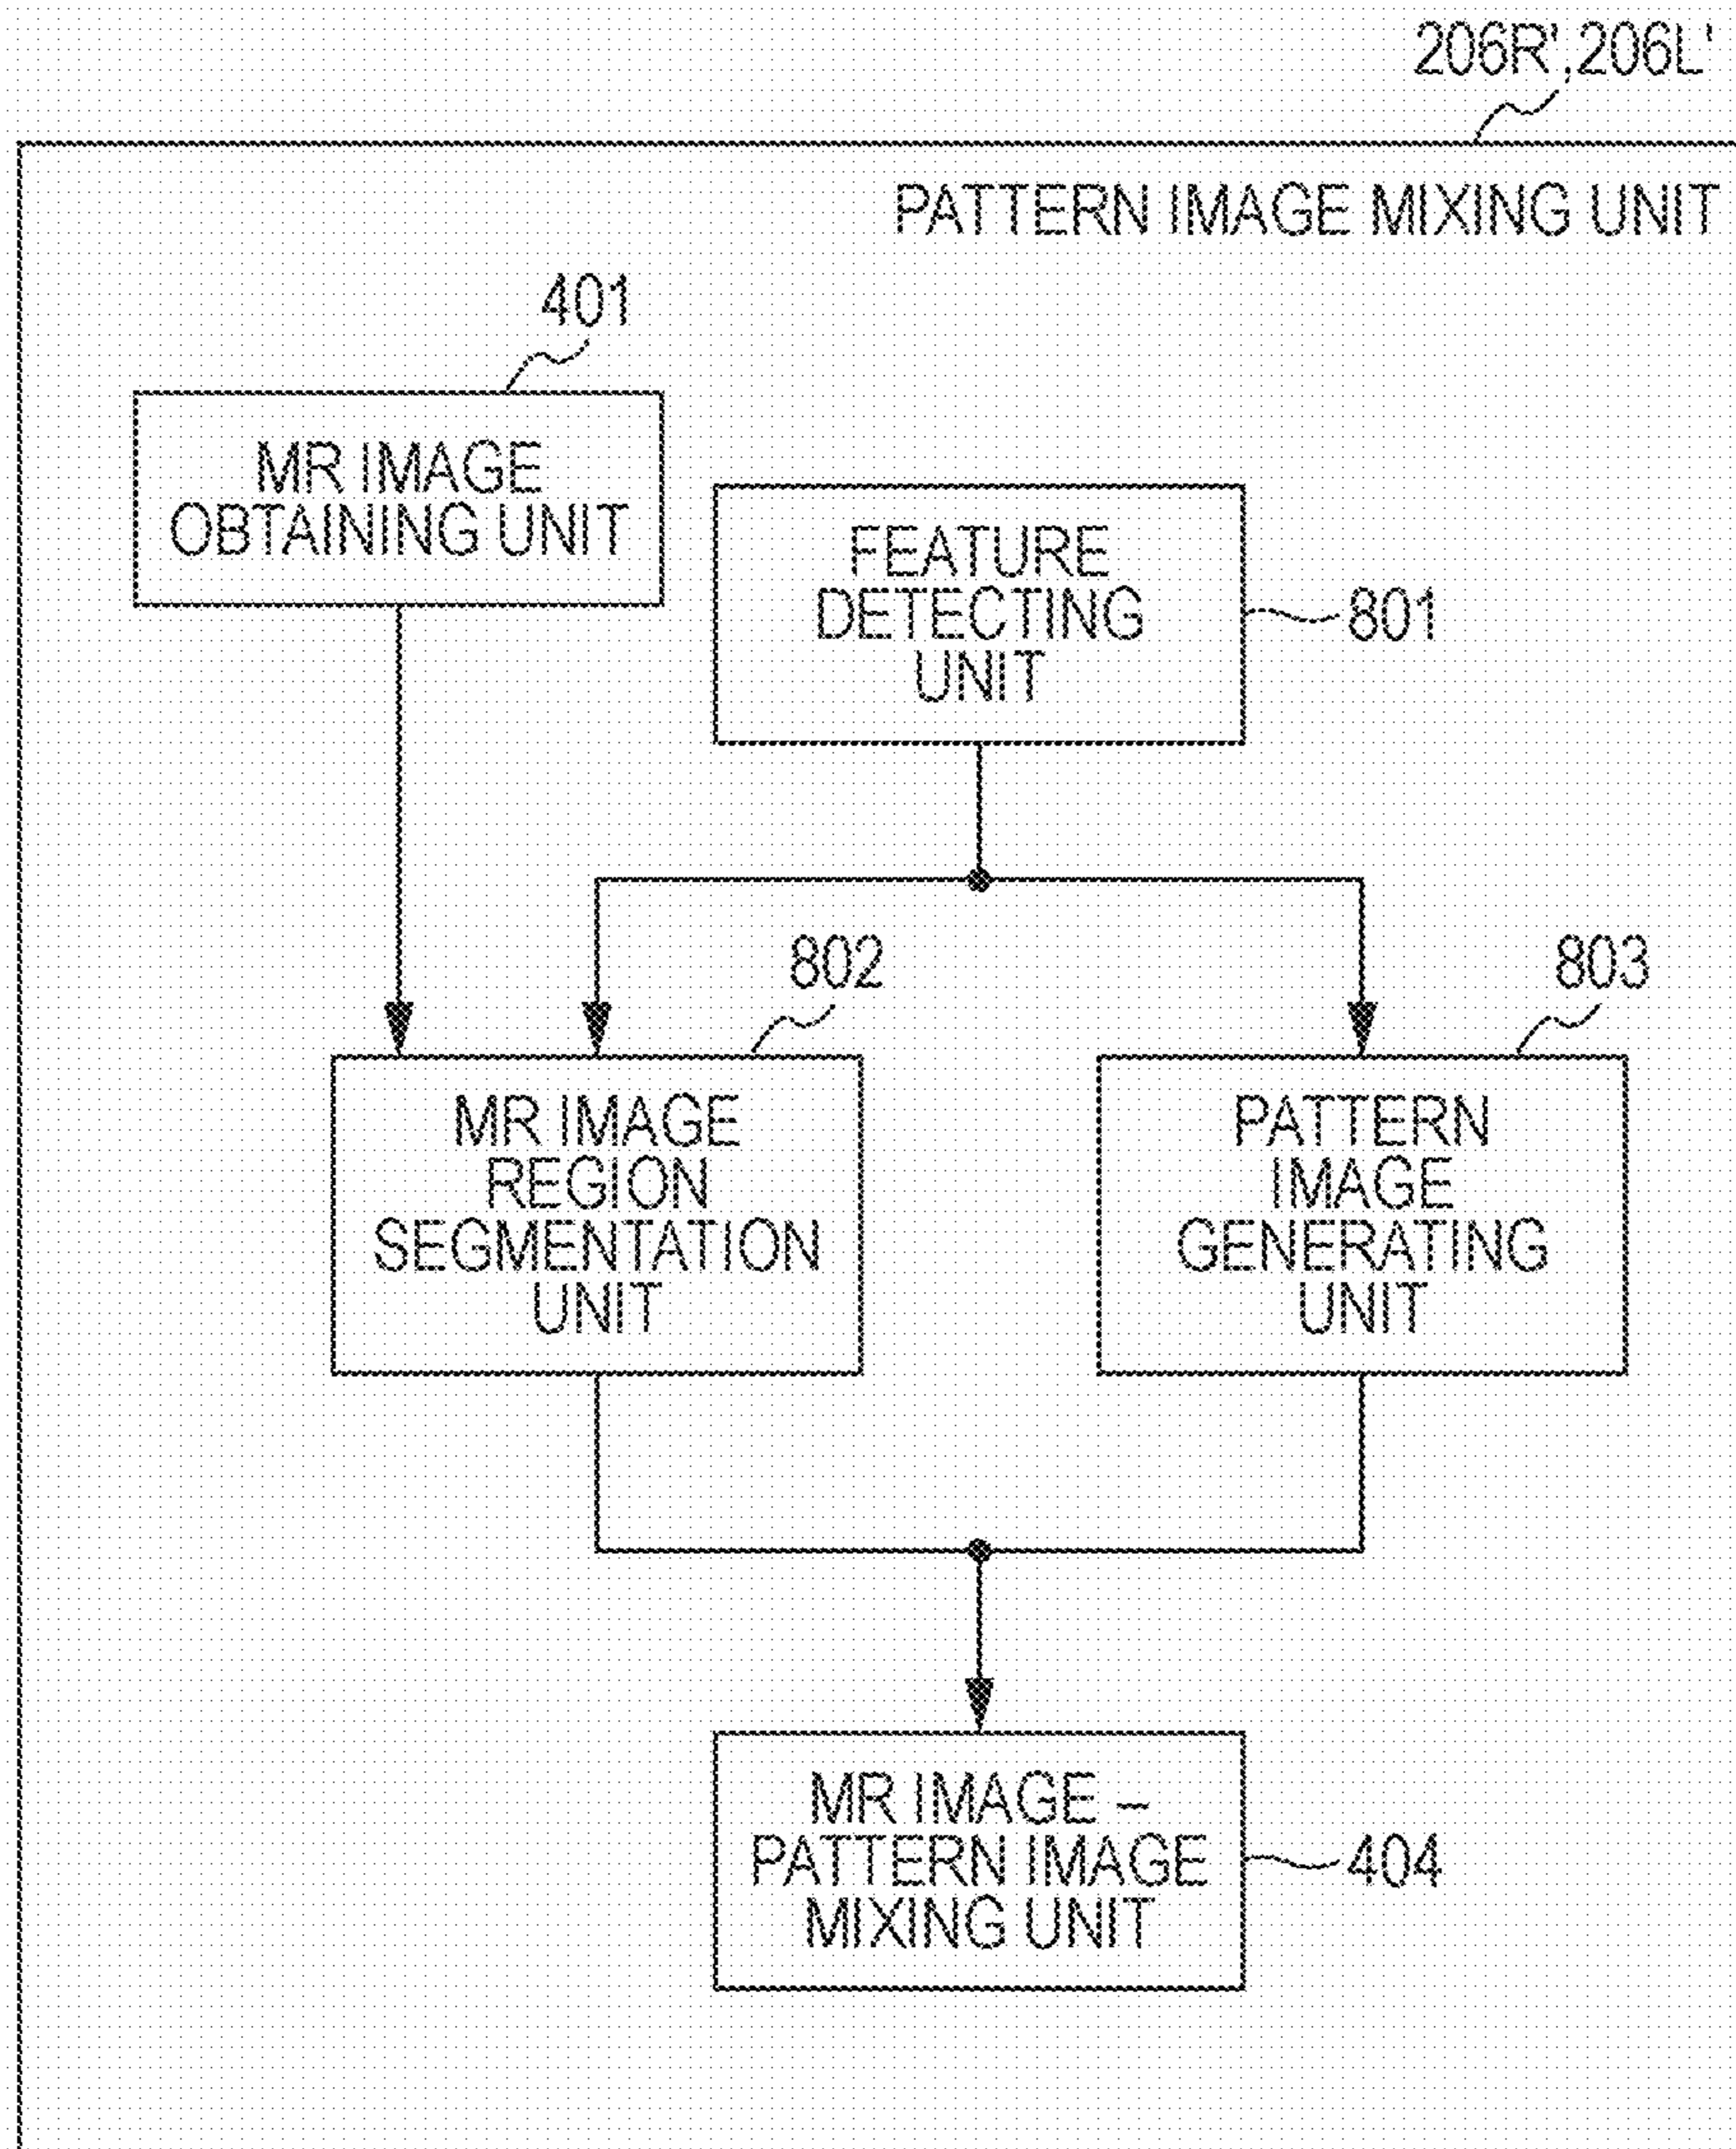 206R',206L'
PATTERN IMAGE MIXING UNIT
401
MR IMAGE
OBTAINING UNIT
FEATURE
DETECTING
UNIT
801
802
803
MR IMAGE
REGION
SEGMENTATION
UNIT
PATTERN
IMAGE
GENERATING
UNIT
MR IMAGE –
PATTERN IMAGE
MIXING UNIT
404